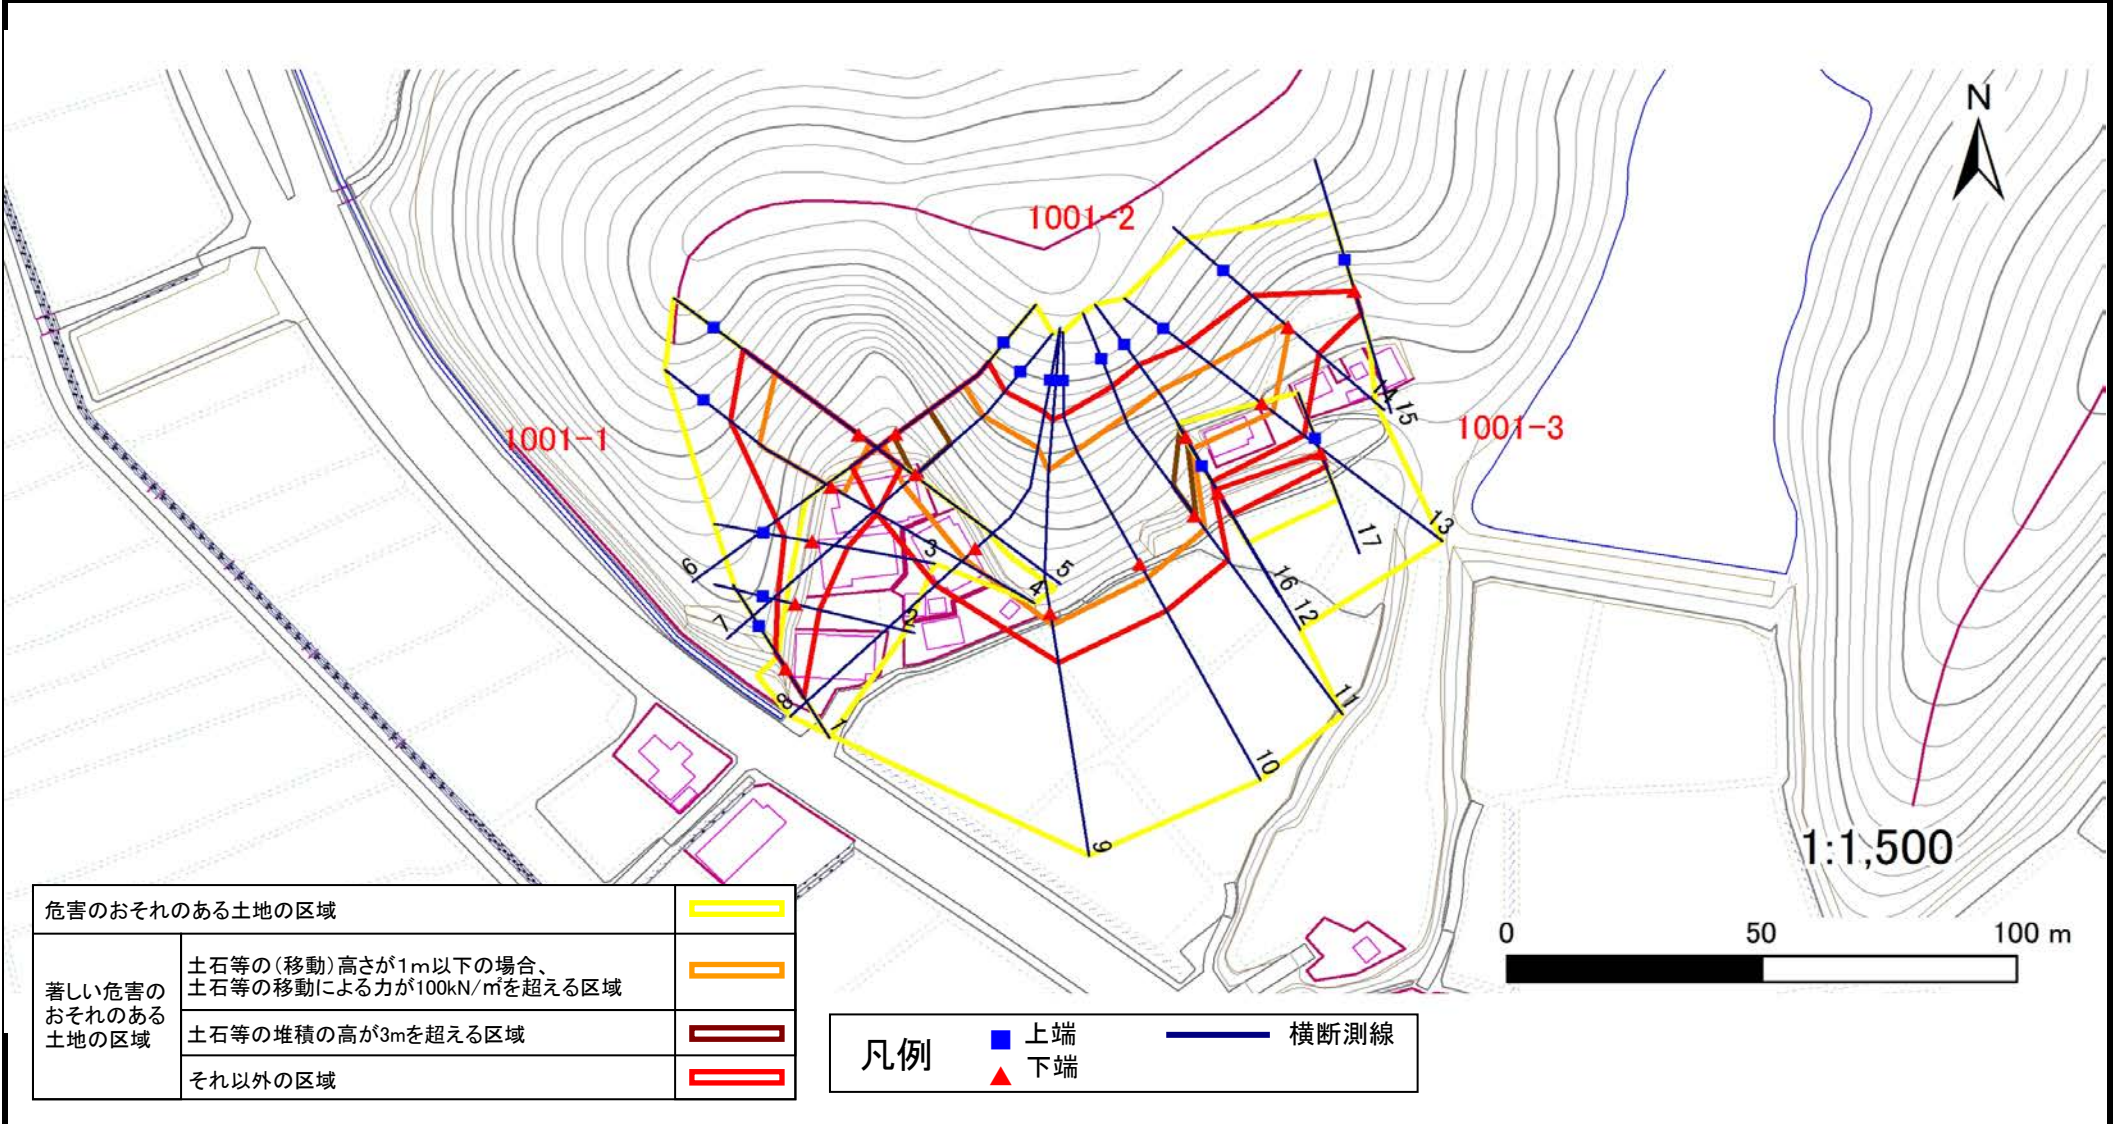 N
1001-2
1001-1
1001-3
14
15
13
17
16
12
11
10
9
5
4
3
2
6
7
8
1
1:1,500
0 50 100 m
危害のおそれのある土地の区域
著しい危害の
おそれのある
土地の区域
土石等の(移動)高さが1m以下の場合、
土石等の移動による力が100kN/㎡を超える区域
土石等の堆積の高が3mを超える区域
それ以外の区域
凡例
上端
下端
横断測線